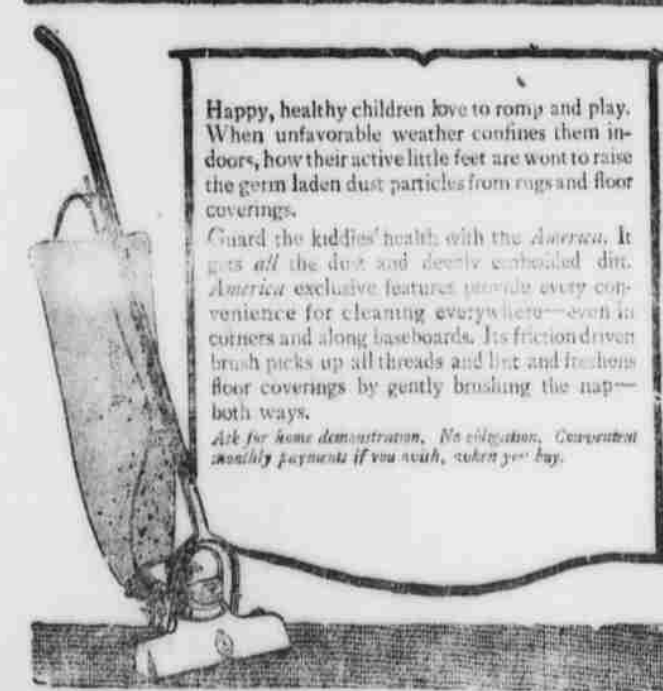 Happy, healthy children love to romp and play.
When unfavorable weather confines them in-
doors, how their active little feet are wont to raise
the germ laden dust particles from rugs and floor
coverings.
Guard the kiddies' health with the America. It
gets all the dust and deeply embedded dirt.
America exclusive features provide every con-
venience for cleaning everywhere—even in
corners and along baseboards. Its friction driven
brush picks up all threads and lint and freshens
floor coverings by gently brushing the nap—
both ways.
Ask for home demonstration. No obligation. Convenient
monthly payments if you wish, when you buy.